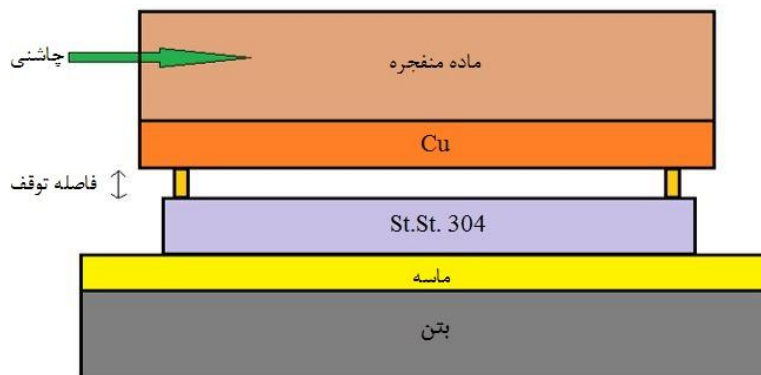 ماده منفجره
چاشنی
Cu
فاصله توقف
St.St. 304
ماسه
بتن